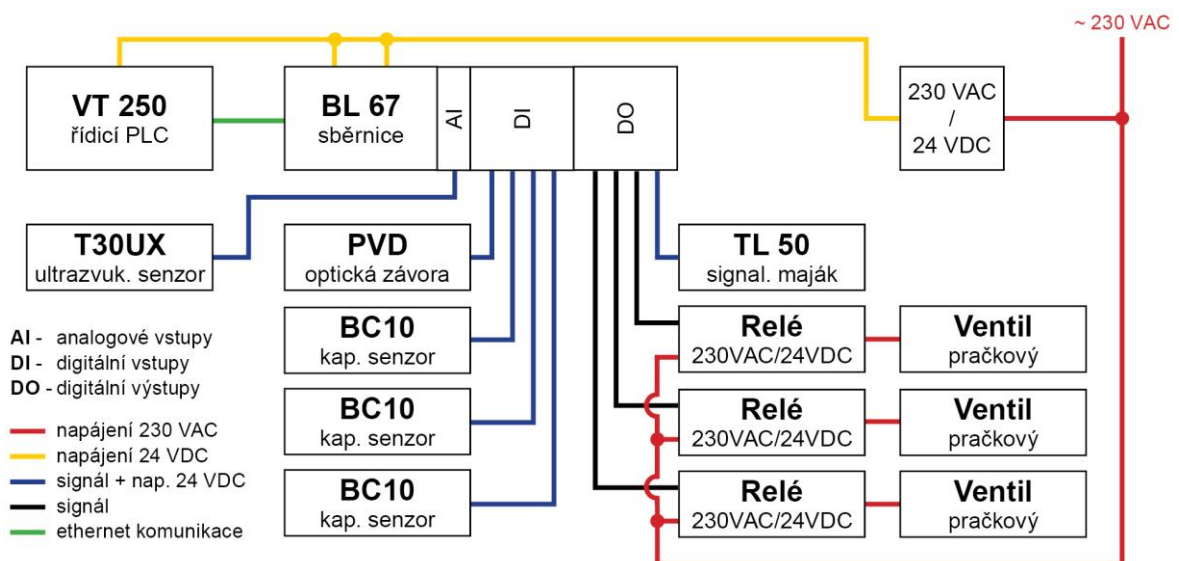 ~ 230 VAC
VT 250
řídicí PLC
BL 67
sběrnice
AI
DI
DO
230 VAC
/
24 VDC
T30UX
ultrazvuk. senzor
PVD
optická závora
TL 50
signal. maják
BC10
kap. senzor
Relé
230VAC/24VDC
Ventil
pračkový
BC10
kap. senzor
Relé
230VAC/24VDC
Ventil
pračkový
BC10
kap. senzor
Relé
230VAC/24VDC
Ventil
pračkový
AI - analogové vstupy
DI - digitální vstupy
DO - digitální výstupy
napájení 230 VAC
napájení 24 VDC
signál + nap. 24 VDC
signál
ethernet komunikace